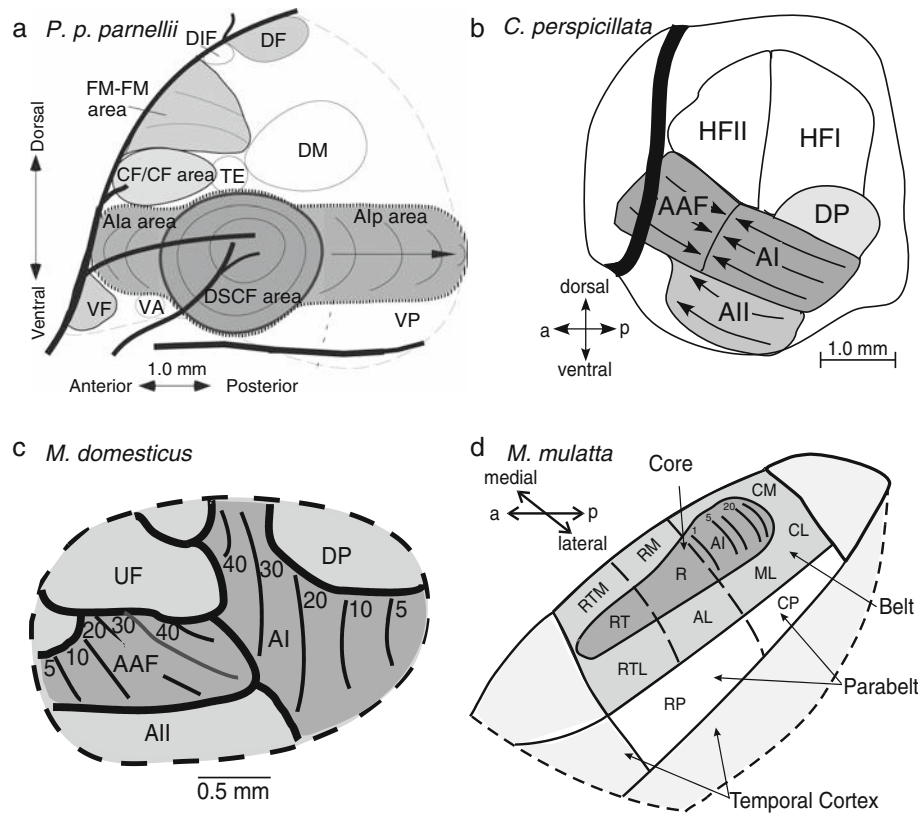 a P. p. parnellii
DIF
DF
FM-FM
area
DM
CF/CF area
TE
AIa area
AIp area
DSCF area
VF
VA
VP
Dorsal
Ventral
1.0 mm
Anterior
Posterior
b C. perspicillata
HFII
HFI
AAF
DP
AI
AII
dorsal
a
p
ventral
1.0 mm
c M. domesticus
UF
DP
40
30
20
10
5
AI
20
30
40
10
5
AAF
AII
0.5 mm
d M. mulatta
medial
a
p
lateral
Core
CM
20
5
1
AI
CL
RM
R
ML
RTM
RT
AL
CP
Belt
RTL
RP
Parabelt
Temporal Cortex